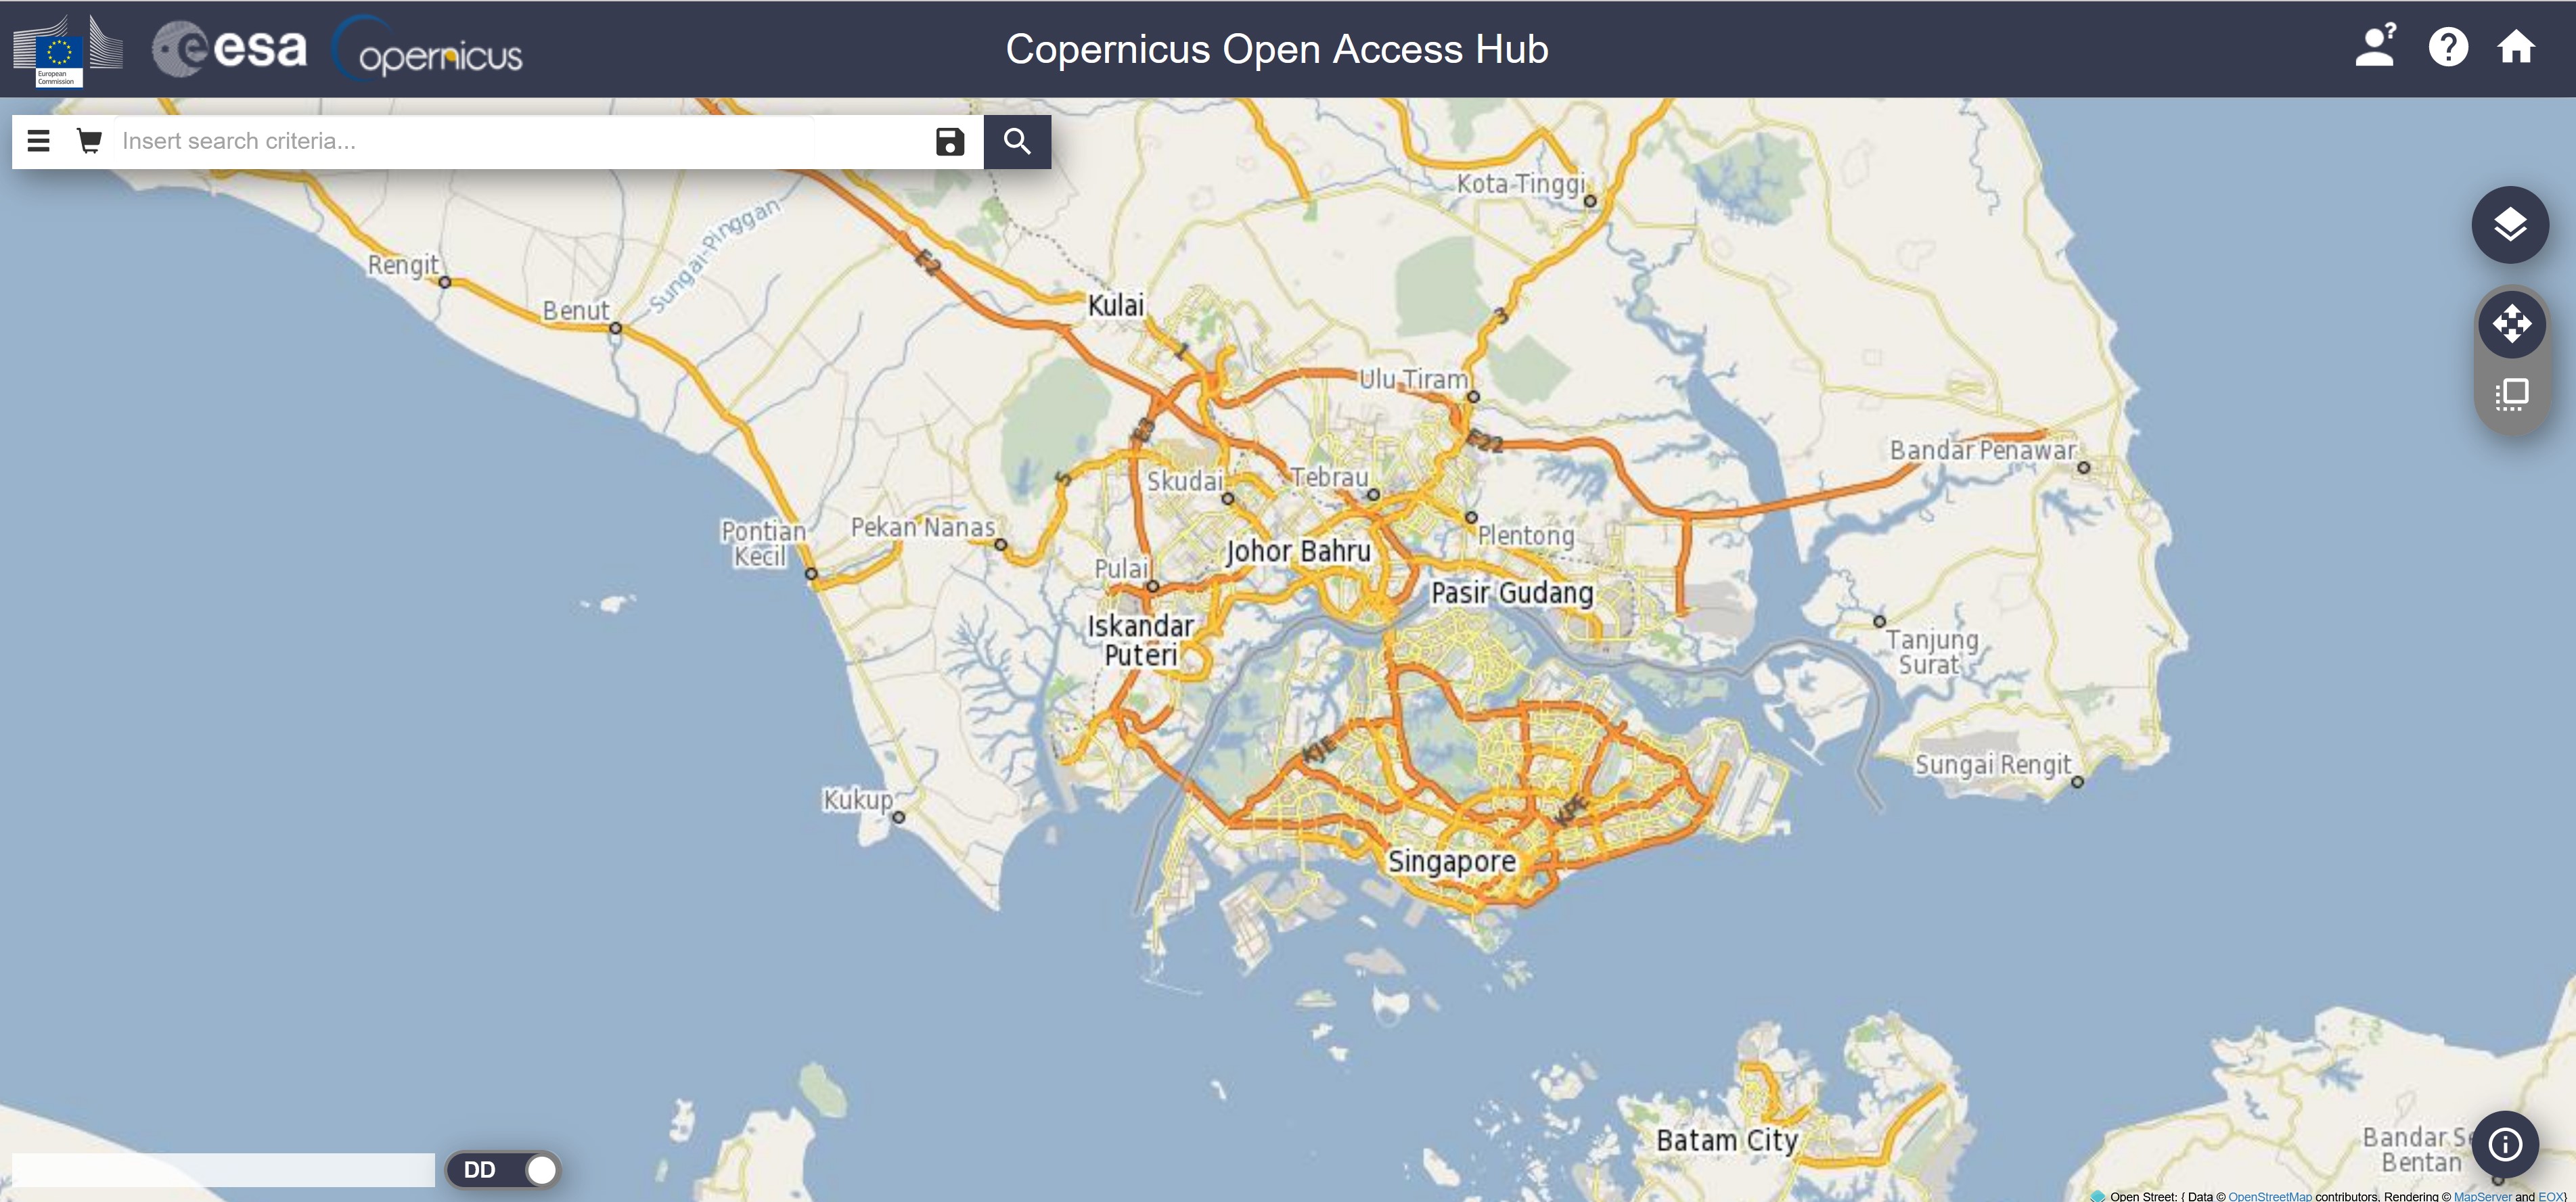 European
Commission
esa
opernicus
Copernicus Open Access Hub
?
?
Insert search criteria...
Kota Tinggi
Sungai Pinggan
E2
Rengit
Benut
Kulai
3
1
Ulu Tiram
E3
E22
Bandar Penawar
5
Skudai
Tebrau
Pontian
Kecil
Pekan Nanas
Plentong
Johor Bahru
Pulai
Pasir Gudang
Iskandar
Puteri
Tanjung
Surat
KJE
Sungai Rengit
Kukup
KPE
Singapore
Batam City
Bandar Se
Bentan
DD
Open Street: { Data © OpenStreetMap contributors, Rendering © MapServer and EOX}